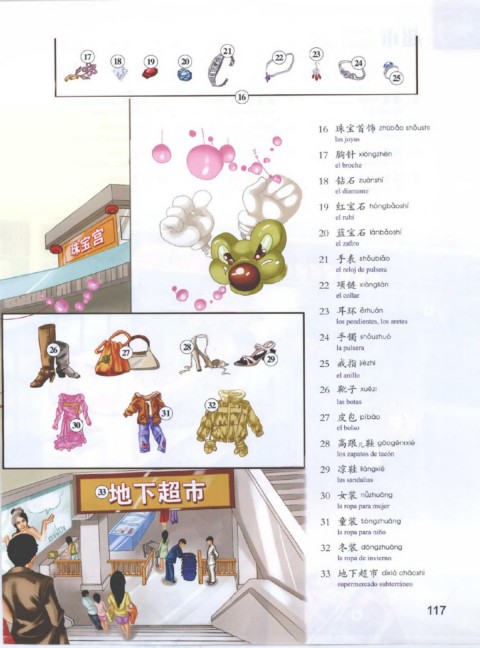 17
18
19
20
21
22
23
24
25
16
珠宝宫
26
27
28
29
30
31
32
33 地下超市
16 珠宝首饰 zhūbǎo shǒushi
las joyas
17 胸针 xiōngzhēn
el broche
18 钻石 zuànshí
el diamante
19 红宝石 hóngbǎoshí
el rubí
20 蓝宝石 lánbǎoshí
el zafiro
21 手表 shǒubiǎo
el reloj de pulsera
22 项链 xiàngliàn
el collar
23 耳环 ěrhuán
los pendientes, los aretes
24 手镯 shǒuzhuó
la pulsera
25 戒指 jièzhi
el anillo
26 靴子 xuēzi
las botas
27 皮包 píbāo
el bolso
28 高跟儿鞋 gāogēnrxié
los zapatos de tacón
29 凉鞋 liángxié
las sandalias
30 女装 nǚzhuāng
la ropa para mujer
31 童装 tóngzhuāng
la ropa para niño
32 冬装 dōngzhuāng
la ropa de invierno
33 地下超市 dìxià chāoshì
supermercado subterráneo
117